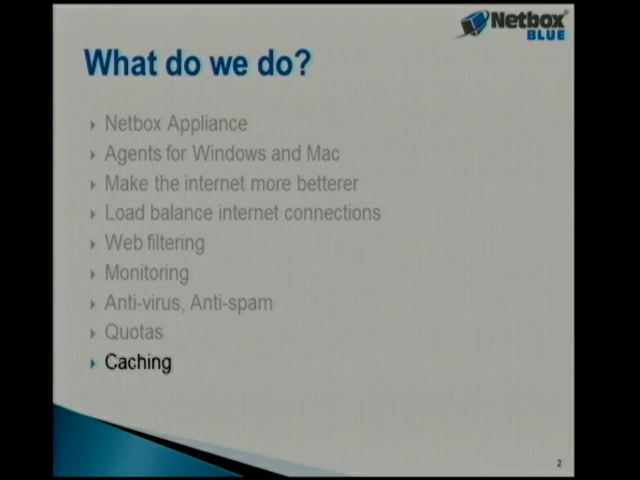 Netbox®
BLUE
What do we do?
Netbox Appliance
Agents for Windows and Mac
Make the internet more betterer
Load balance internet connections
Web filtering
Monitoring
Anti-virus, Anti-spam
Quotas
Caching
2